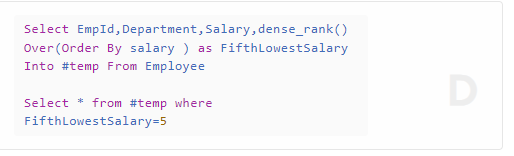 Select EmpId,Department,Salary,dense_rank()
Over(Order By salary ) as FifthLowestSalary
Into #temp From Employee
Select * from #temp where
FifthLowestSalary=5
D